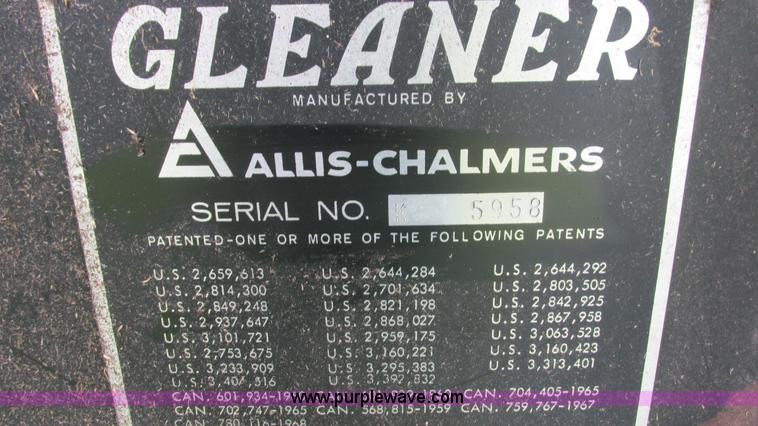 GLEANER
MANUFACTURED BY
ALLIS-CHALMERS
SERIAL NO. 5958
PATENTED-ONE OR MORE OF THE FOLLOWING PATENTS
U.S. 2,659,613 U.S. 2,644,284 U.S. 2,644,292
U.S. 2,814,300 U.S. 2,701,634 U.S. 2,803,505
U.S. 2,849,248 U.S. 2,821,198 U.S. 2,842,925
U.S. 2,937,647 U.S. 2,868,027 U.S. 2,867,958
U.S. 3,101,721 U.S. 2,959,175 U.S. 3,063,528
U.S. 2,753,675 U.S. 3,160,221 U.S. 3,160,423
U.S. 3,233,909 U.S. 3,295,383 U.S. 3,313,401
U.S. 3,404,516 U.S. 3,392,832
www.purplewave.com
CAN. 704,405-1965
CAN. 702,747-1965 CAN. 568,815-1959 CAN. 759,767-1967